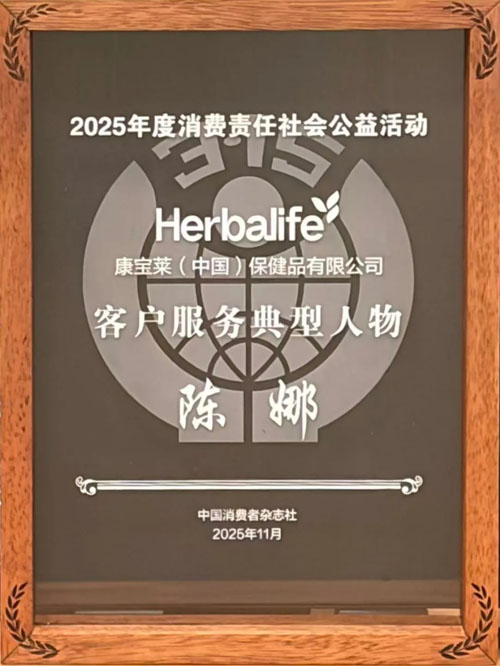 2025年度消费责任社会公益活动
3·15
Herbalife
康宝莱（中国）保健品有限公司
客户服务典型人物
陈娜
中国消费者杂志社
2025年11月